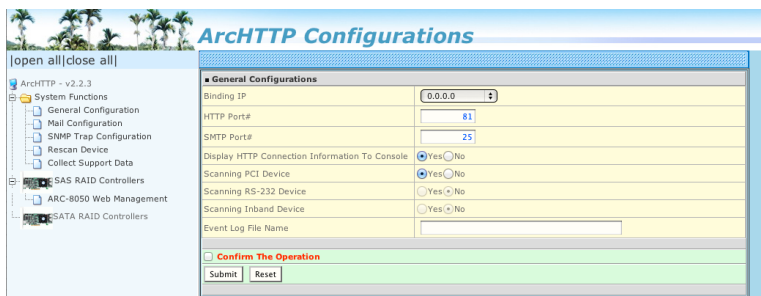 ArcHTTP Configurations
|open all|close all|
ArcHTTP - v2.2.3
System Functions
General Configuration
Mail Configuration
SNMP Trap Configuration
Rescan Device
Collect Support Data
SAS RAID Controllers
ARC-8050 Web Management
SATA RAID Controllers
General Configurations
Binding IP 0.0.0.0
HTTP Port# 81
SMTP Port# 25
Display HTTP Connection Information To Console Yes No
Scanning PCI Device Yes No
Scanning RS-232 Device Yes No
Scanning Inband Device Yes No
Event Log File Name
Confirm The Operation
Submit Reset